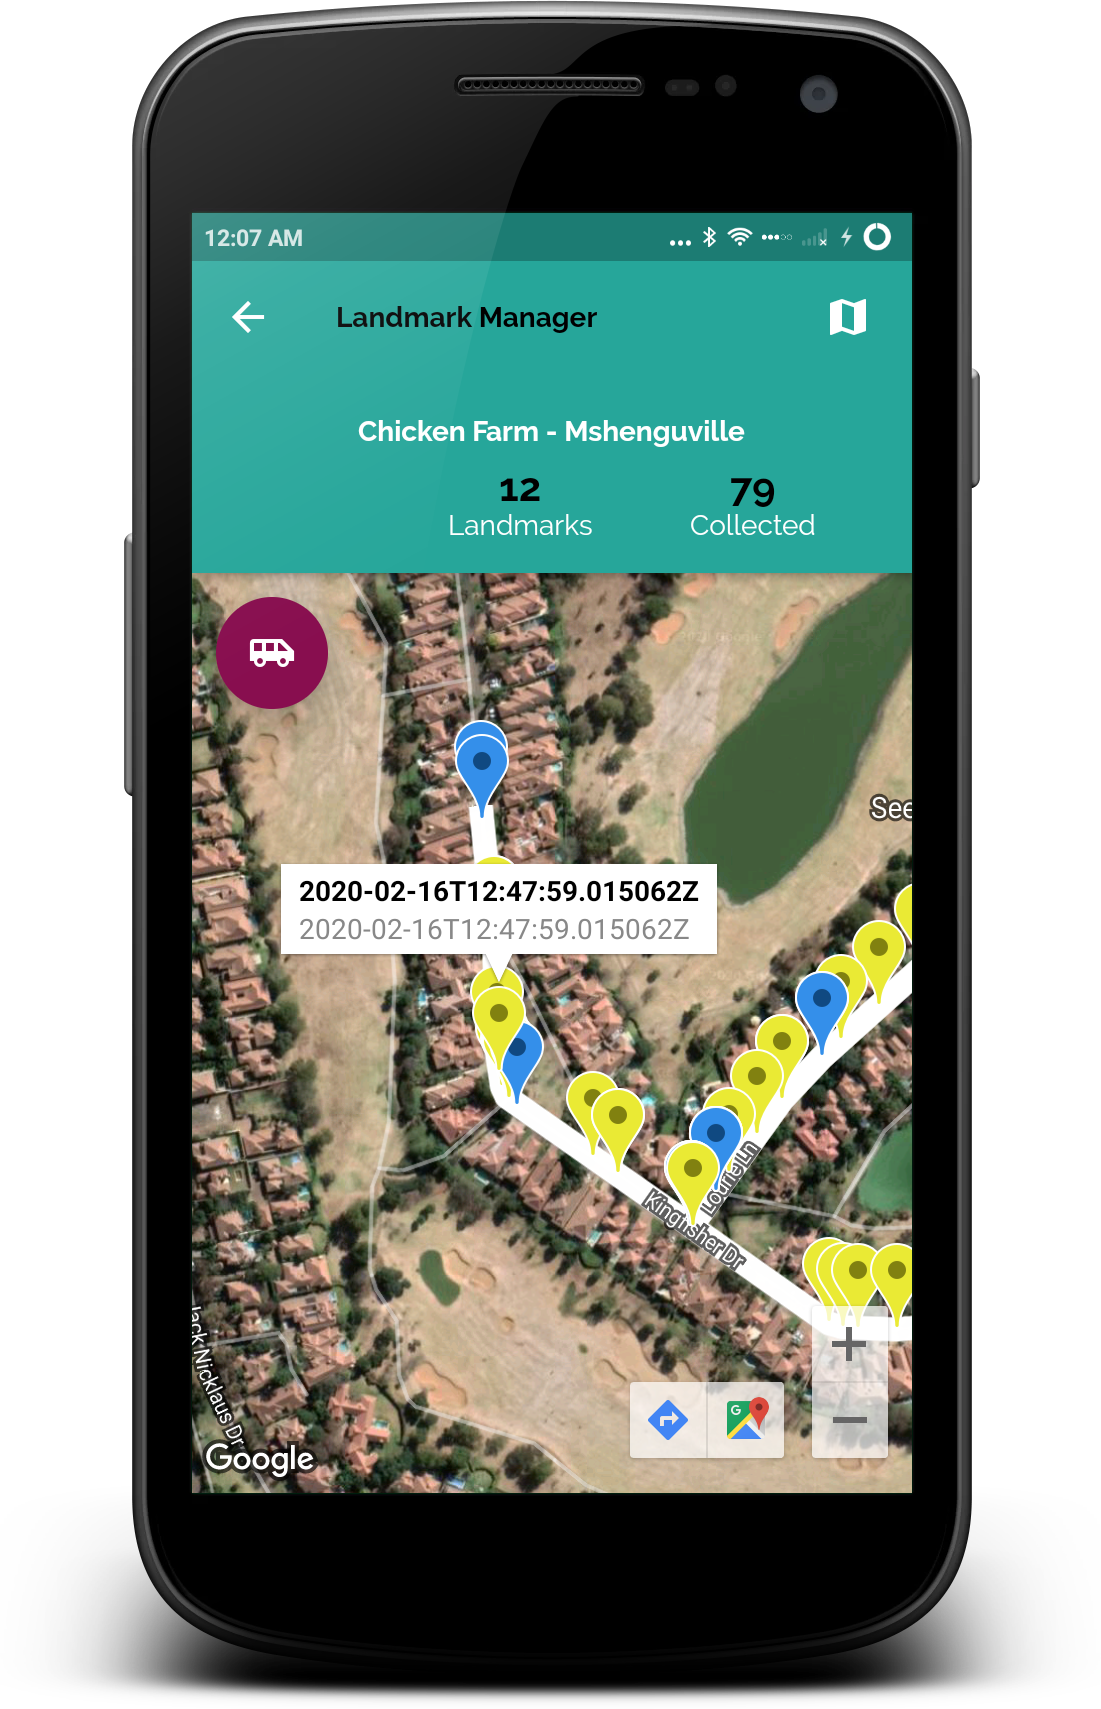 12:07 AM
Landmark Manager
Chicken Farm - Mshenguville
12
79
Landmarks
Collected
See
2020-02-16T12:47:59.015062Z
2020-02-16T12:47:59.015062Z
Lourie Ln
Kingfisher Dr
Jack Nicklaus Dr
G
Google